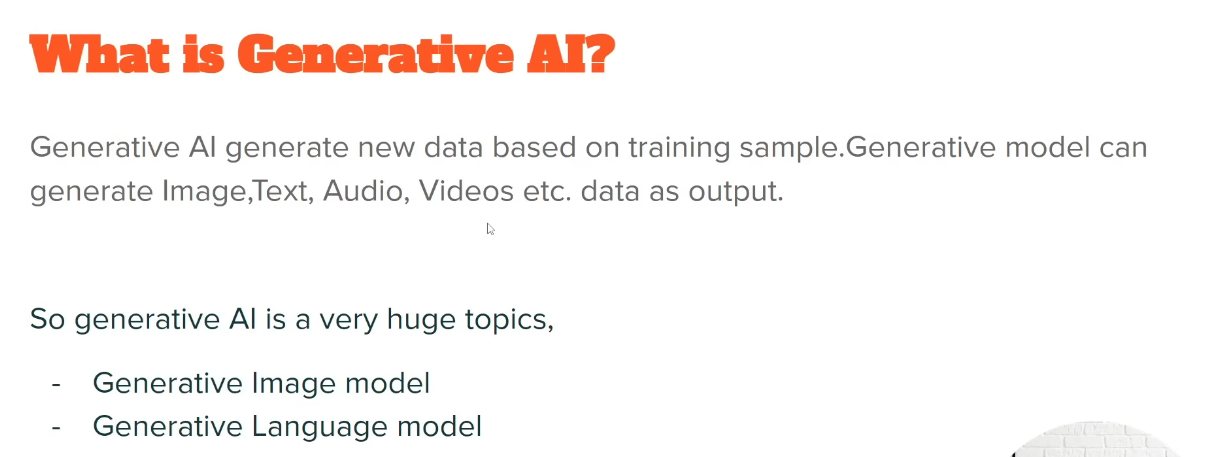 What is Generative AI?
Generative AI generate new data based on training sample.Generative model can
generate Image,Text, Audio, Videos etc. data as output.
So generative AI is a very huge topics,
- Generative Image model
- Generative Language model